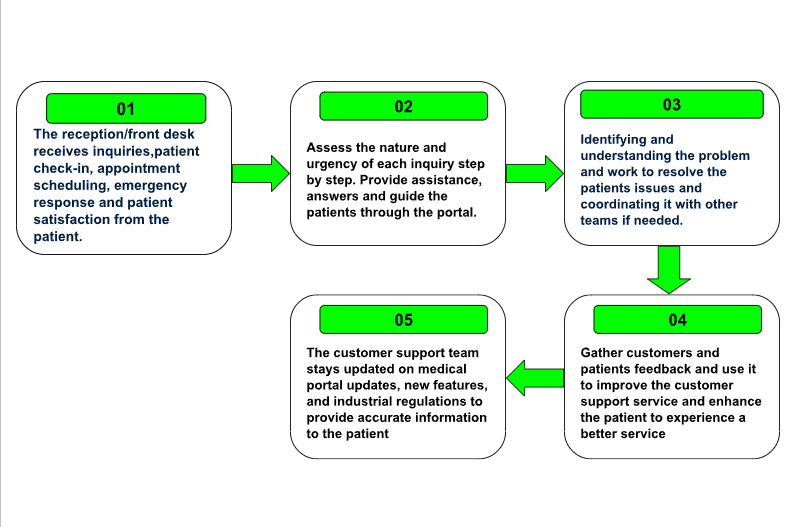 01
The reception/front desk
receives inquiries,patient
check-in, appointment
scheduling, emergency
response and patient
satisfaction from the
patient.
02
Assess the nature and
urgency of each inquiry step
by step. Provide assistance,
answers and guide the
patients through the portal.
03
Identifying and
understanding the problem
and work to resolve the
patients issues and
coordinating it with other
teams if needed.
04
Gather customers and
patients feedback and use it
to improve the customer
support service and enhance
the patient to experience a
better service
05
The customer support team
stays updated on medical
portal updates, new features,
and industrial regulations to
provide accurate information
to the patient